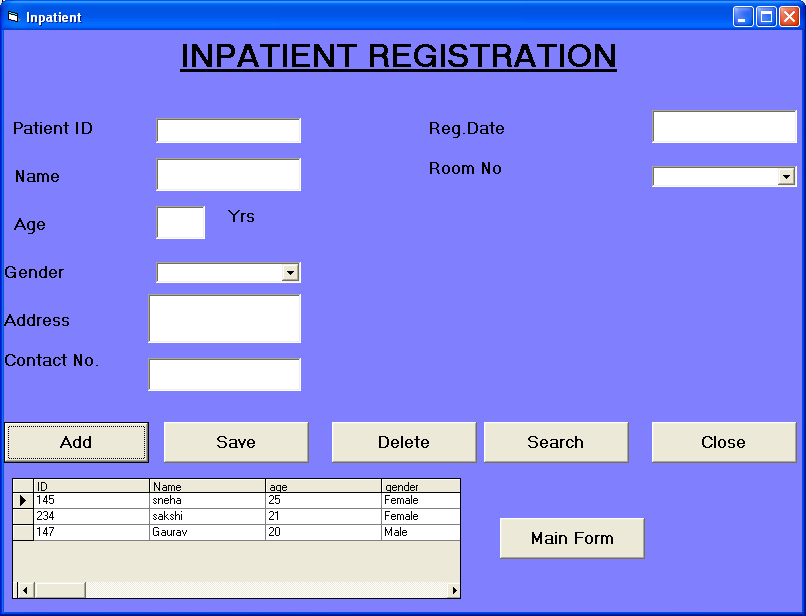 Inpatient
INPATIENT REGISTRATION
Patient ID
Reg.Date
Name
Room No
Age
Yrs
Gender
Address
Contact No.
Add Save Delete Search Close
ID Name age gender
145 sneha 25 Female
234 sakshi 21 Female
147 Gaurav 20 Male
Main Form